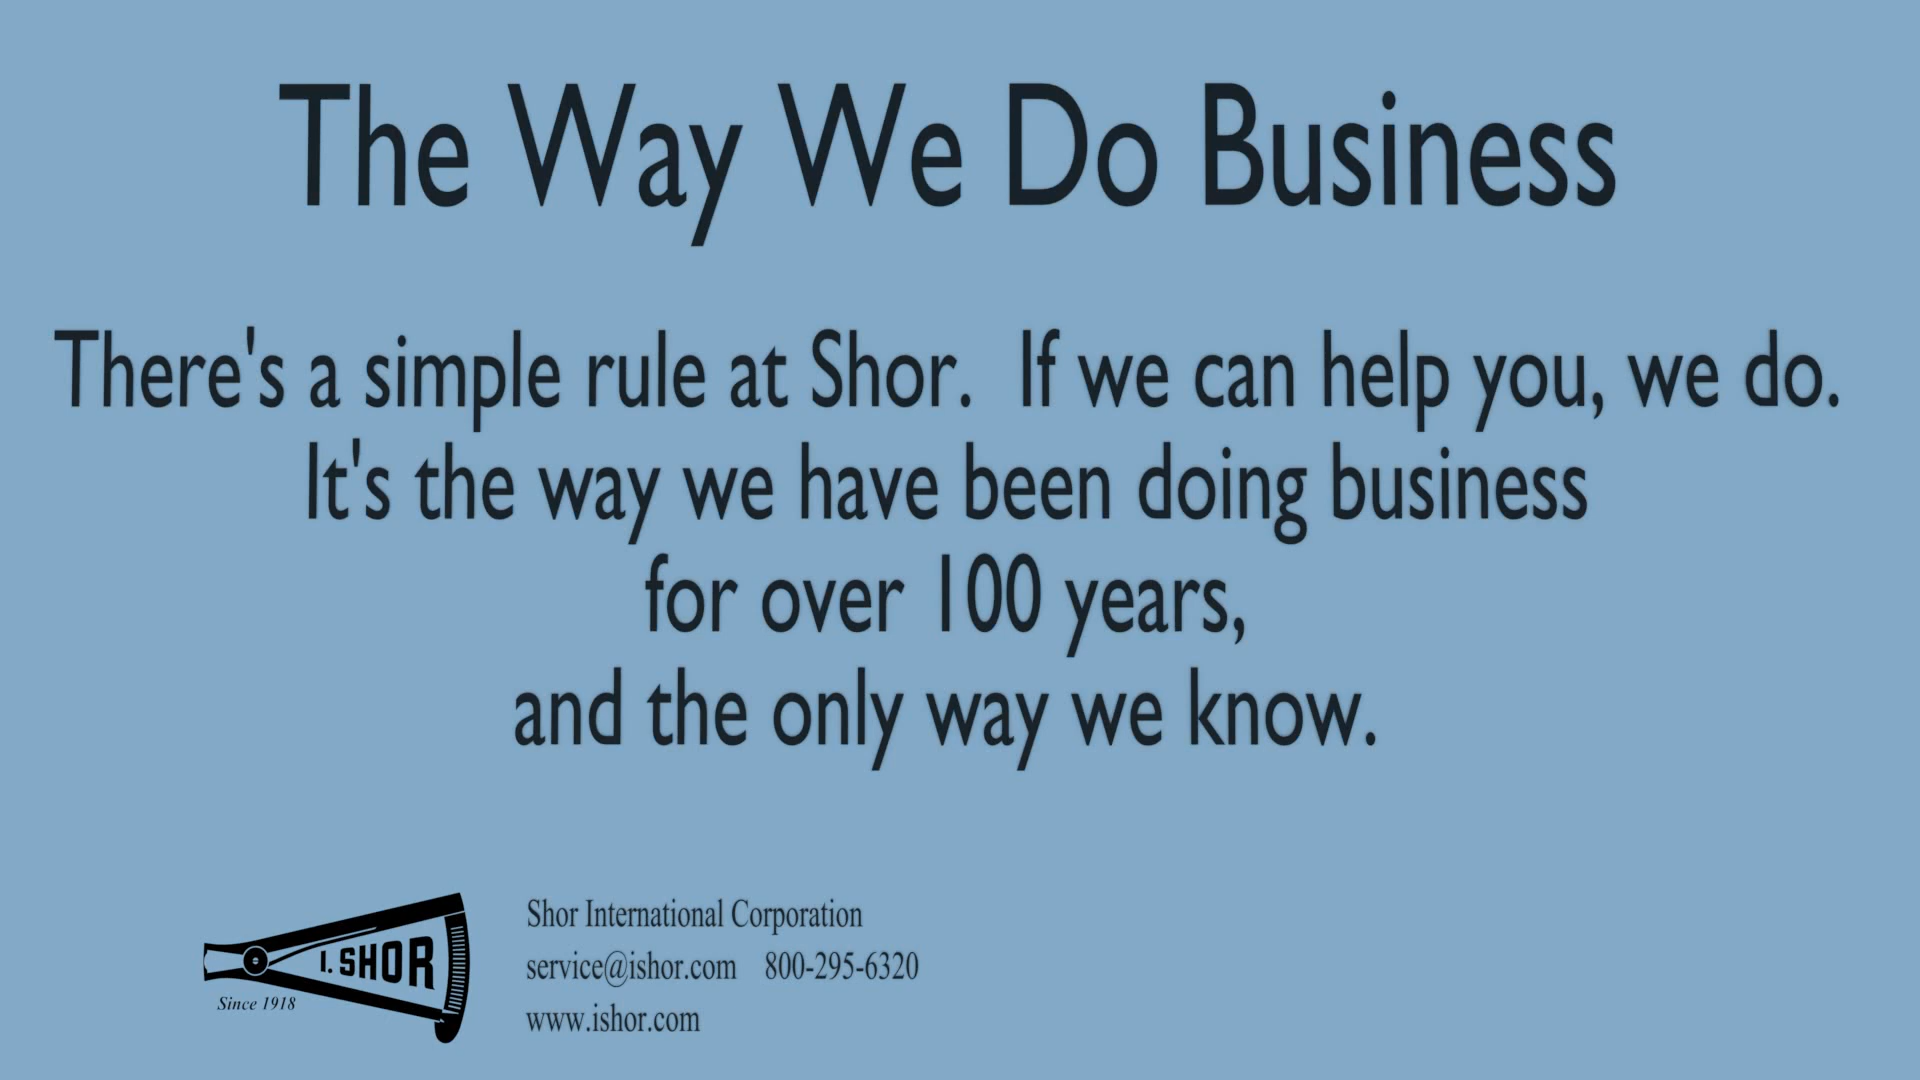 The Way We Do Business
There's a simple rule at Shor.  If we can help you, we do.
It's the way we have been doing business
for over 100 years,
and the only way we know.
I. SHOR
Since 1918
Shor International Corporation
service@ishor.com    800-295-6320
www.ishor.com